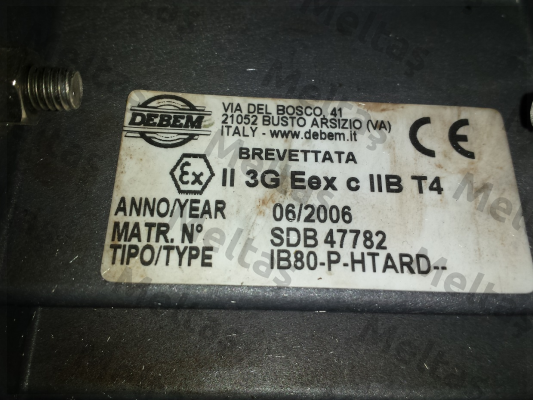 DEBEM
VIA DEL BOSCO, 41
21052 BUSTO ARSIZIO (VA)
ITALY - www.debem.it
CE
BREVETTATA
Ex II 3G Eex c IIB T4
ANNO/YEAR 06/2006
MATR. N° SDB 47782
TIPO/TYPE IB80-P-HTARD--
Meltaş